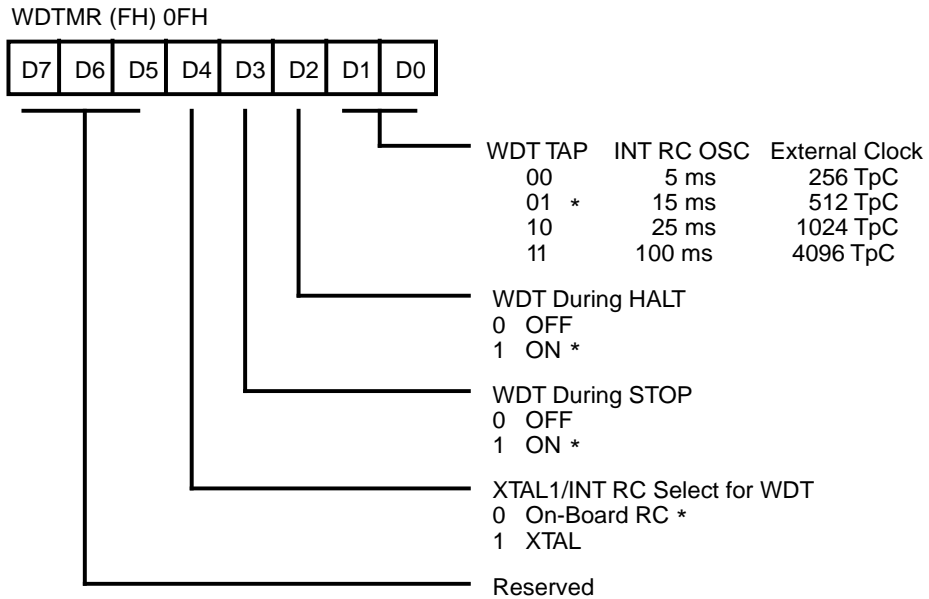 WDTMR (FH) 0FH
D7 D6 D5 D4 D3 D2 D1 D0
WDT TAP INT RC OSC External Clock
00 5 ms 256 TpC
01 * 15 ms 512 TpC
10 25 ms 1024 TpC
11 100 ms 4096 TpC
WDT During HALT
0 OFF
1 ON *
WDT During STOP
0 OFF
1 ON *
XTAL1/INT RC Select for WDT
0 On-Board RC *
1 XTAL
Reserved